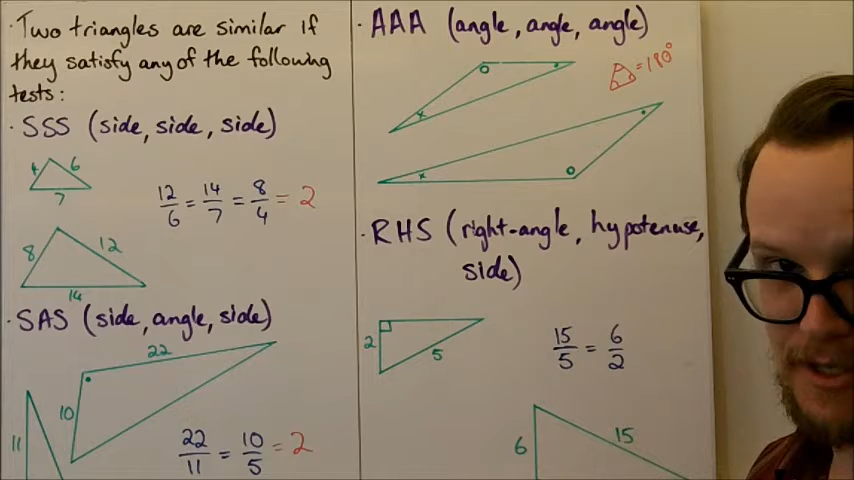 · Two triangles are similar if
they satisfy any of the following
tests:
· SSS (side, side, side)
4 6
7
12/6 = 14/7 = 8/4 = 2
8 12
14
· SAS (side, angle, side)
22
10
11
22/11 = 10/5 = 2
· AAA (angle, angle, angle)
= 180°
x o
x o
· RHS (right-angle, hypotenuse,
side)
2
5
15/5 = 6/2
6 15